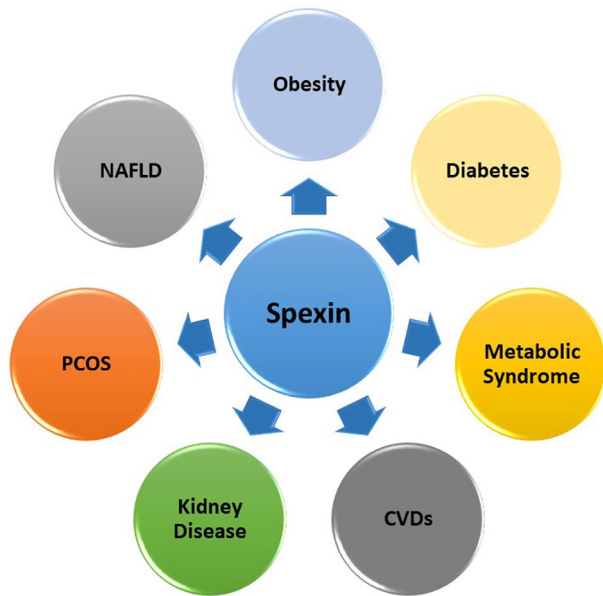 Obesity
NAFLD
Diabetes
Spexin
PCOS
Metabolic
Syndrome
Kidney
Disease
CVDs